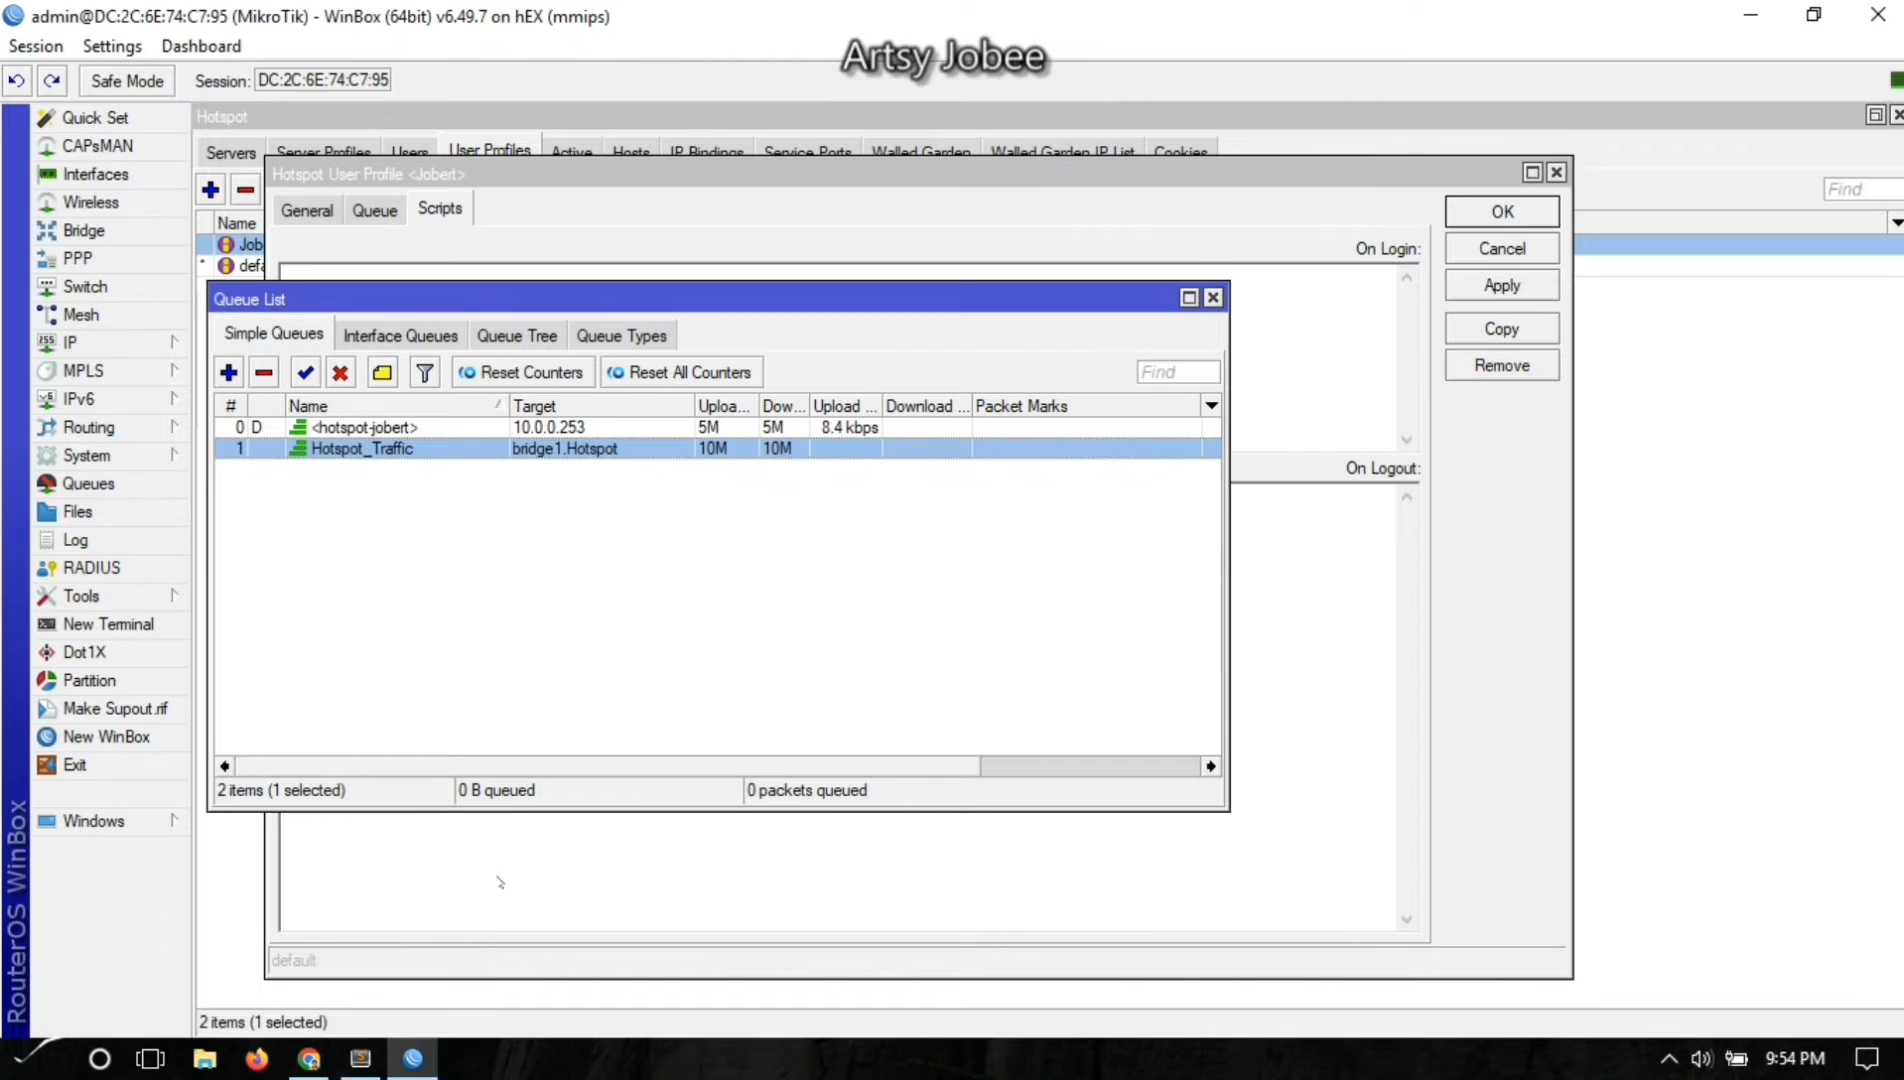 admin@DC:2C:6E:74:C7:95 (MikroTik) - WinBox (64bit) v6.49.7 on hEX (mmips)
Session Settings Dashboard
Artsy Jobee
Safe Mode Session: DC:2C:6E:74:C7:95
Quick Set
CAPsMAN
Interfaces
Wireless
Bridge
PPP
Switch
Mesh
IP
MPLS
IPv6
Routing
System
Queues
Files
Log
RADIUS
Tools
New Terminal
Dot1X
Partition
Make Supout.rif
New WinBox
Exit
Windows
RouterOS WinBox
Hotspot
Servers Server Profiles Users User Profiles Active Hosts IP Bindings Service Ports Walled Garden Walled Garden IP List Cookies
Find
Name
Job
* defa
Hotspot User Profile <Jobert>
General Queue Scripts
On Login:
On Logout:
OK
Cancel
Apply
Copy
Remove
Queue List
Simple Queues Interface Queues Queue Tree Queue Types
Reset Counters Reset All Counters Find
# Name Target Uploa... Dow... Upload ... Download ... Packet Marks
0 D <hotspot-jobert> 10.0.0.253 5M 5M 8.4 kbps
1 Hotspot_Traffic bridge1.Hotspot 10M 10M
2 items (1 selected) 0 B queued 0 packets queued
default
2 items (1 selected)
9:54 PM